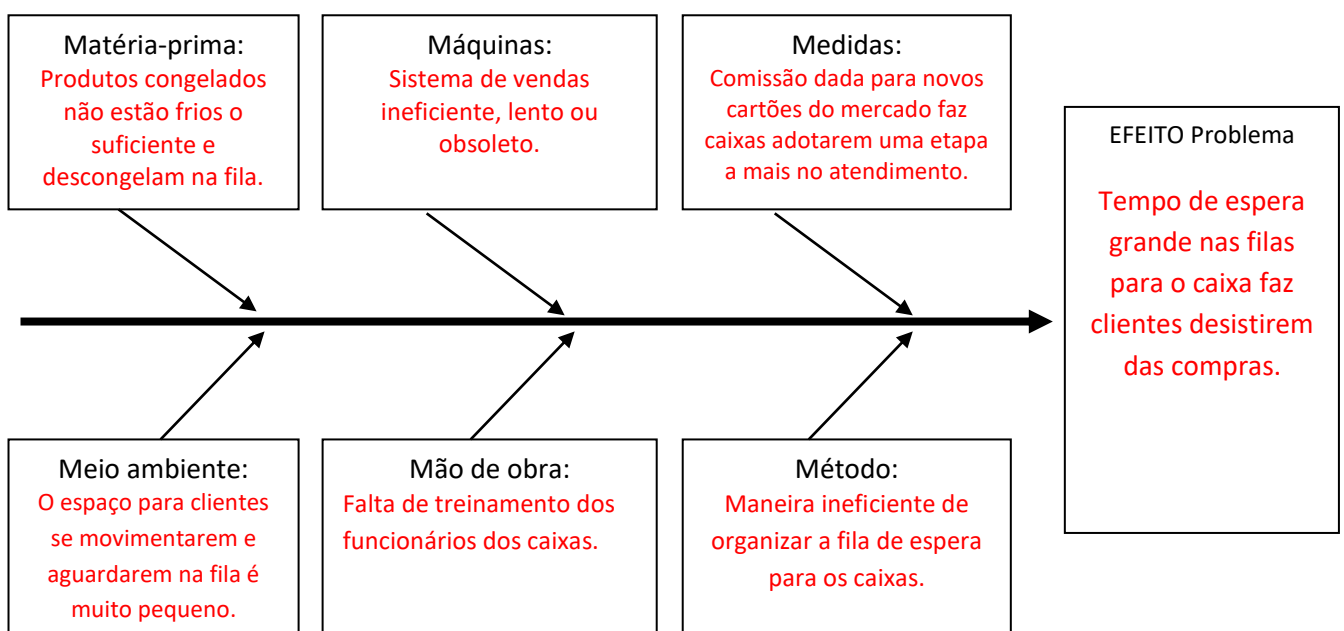 Matéria-prima:
Produtos congelados
não estão frios o
suficiente e
descongelam na fila.
Máquinas:
Sistema de vendas
ineficiente, lento ou
obsoleto.
Medidas:
Comissão dada para novos
cartões do mercado faz
caixas adotarem uma etapa
a mais no atendimento.
EFEITO Problema
Tempo de espera
grande nas filas
para o caixa faz
clientes desistirem
das compras.
Meio ambiente:
O espaço para clientes
se movimentarem e
aguardarem na fila é
muito pequeno.
Mão de obra:
Falta de treinamento dos
funcionários dos caixas.
Método:
Maneira ineficiente de
organizar a fila de espera
para os caixas.